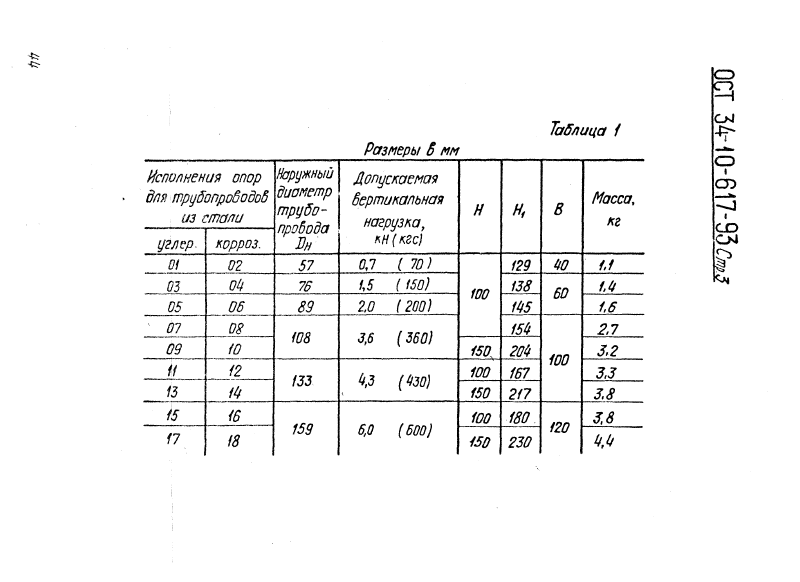 44
ОСТ 34-10-617-93 Стр.3
Таблица 1
Размеры в мм
Исполнения опор для трубопроводов из стали
углер. корроз.
Наружный диаметр трубо-провода Dн
Допускаемая вертикальная нагрузка, кн (кгс)
H
H₁
B
Масса, кг
01 02 57 0,7 (70) 100 129 40 1,1
03 04 76 1,5 (150) 138 60 1,4
05 06 89 2,0 (200) 145 1,6
07 08 108 3,6 (360) 154 100 2,7
09 10 150 204 3,2
11 12 133 4,3 (430) 100 167 3,3
13 14 150 217 3,8
15 16 159 6,0 (600) 100 180 120 3,8
17 18 150 230 4,4